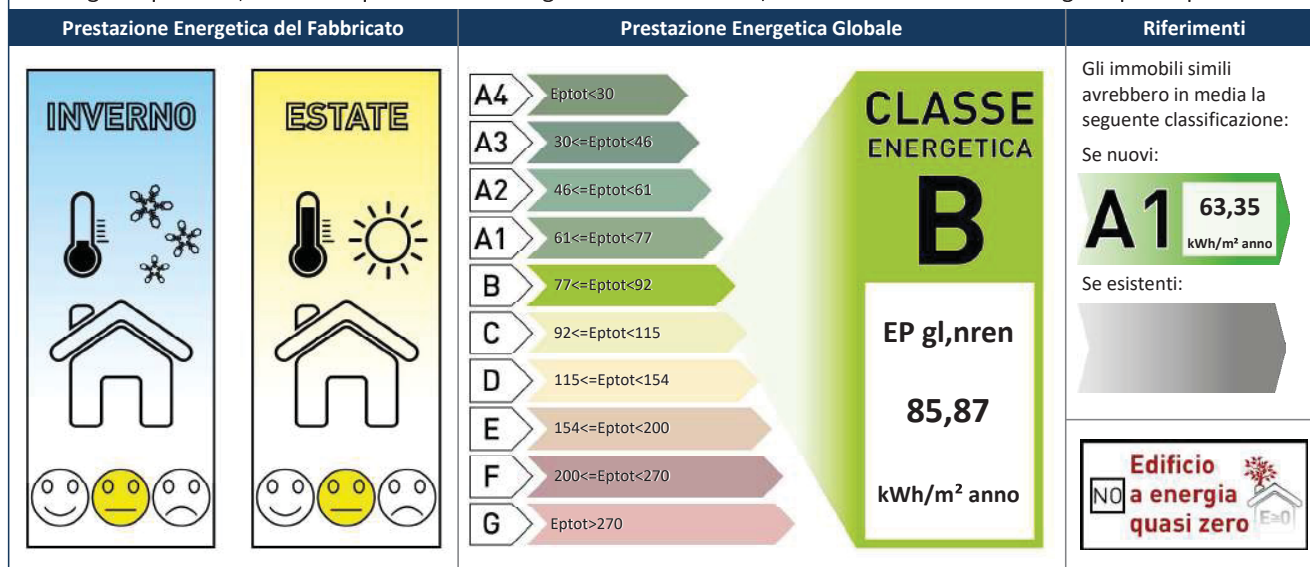 Prestazione Energetica del Fabbricato
Prestazione Energetica Globale
Riferimenti
INVERNO
ESTATE
A4 Eptot<30
A3 30<=Eptot<46
A2 46<=Eptot<61
A1 61<=Eptot<77
B 77<=Eptot<92
C 92<=Eptot<115
D 115<=Eptot<154
E 154<=Eptot<200
F 200<=Eptot<270
G Eptot>270
CLASSE
ENERGETICA
B
EP gl,nren
85,87
kWh/m² anno
Gli immobili simili
avrebbero in media la
seguente classificazione:
Se nuovi:
A1 63,35
kWh/m² anno
Se esistenti:
Edificio
NO a energia
quasi zero E≥0